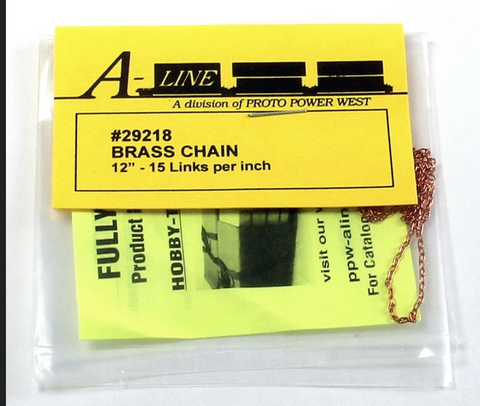 A-LINE
A division of PROTO POWER WEST
#29218
BRASS CHAIN
12" - 15 Links per inch
FULLY
Product
HOBBY-
visit our
ppw-alin
For Catalog